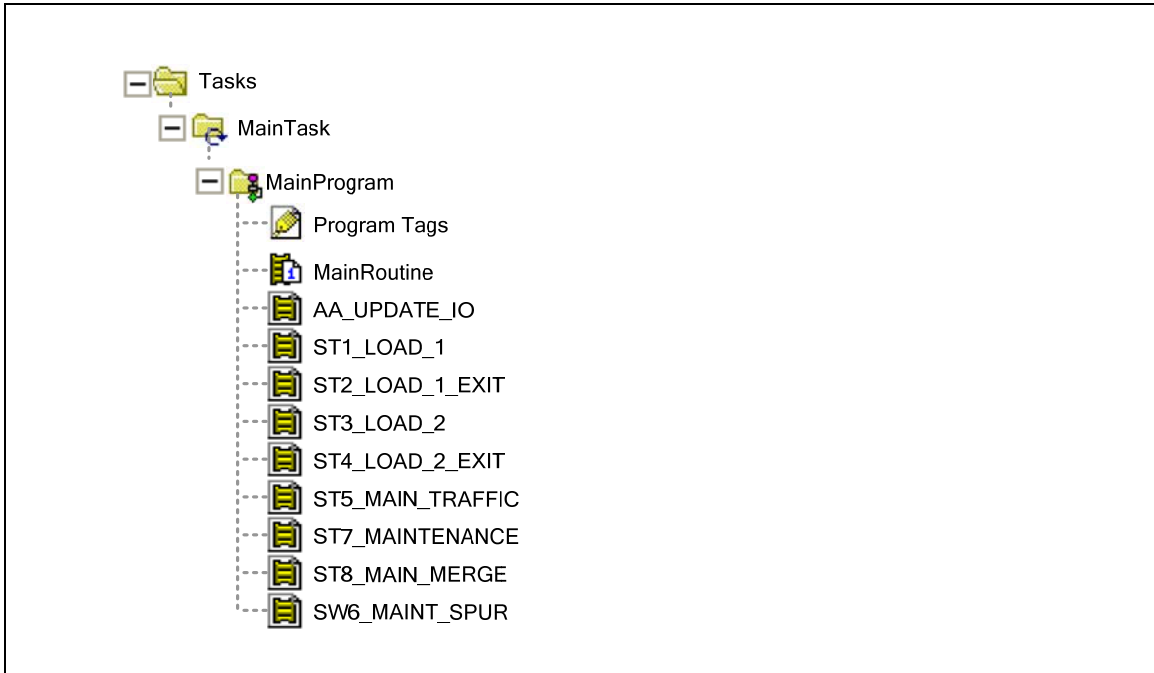 Tasks
MainTask
MainProgram
Program Tags
MainRoutine
AA_UPDATE_IO
ST1_LOAD_1
ST2_LOAD_1_EXIT
ST3_LOAD_2
ST4_LOAD_2_EXIT
ST5_MAIN_TRAFFIC
ST7_MAINTENANCE
ST8_MAIN_MERGE
SW6_MAINT_SPUR